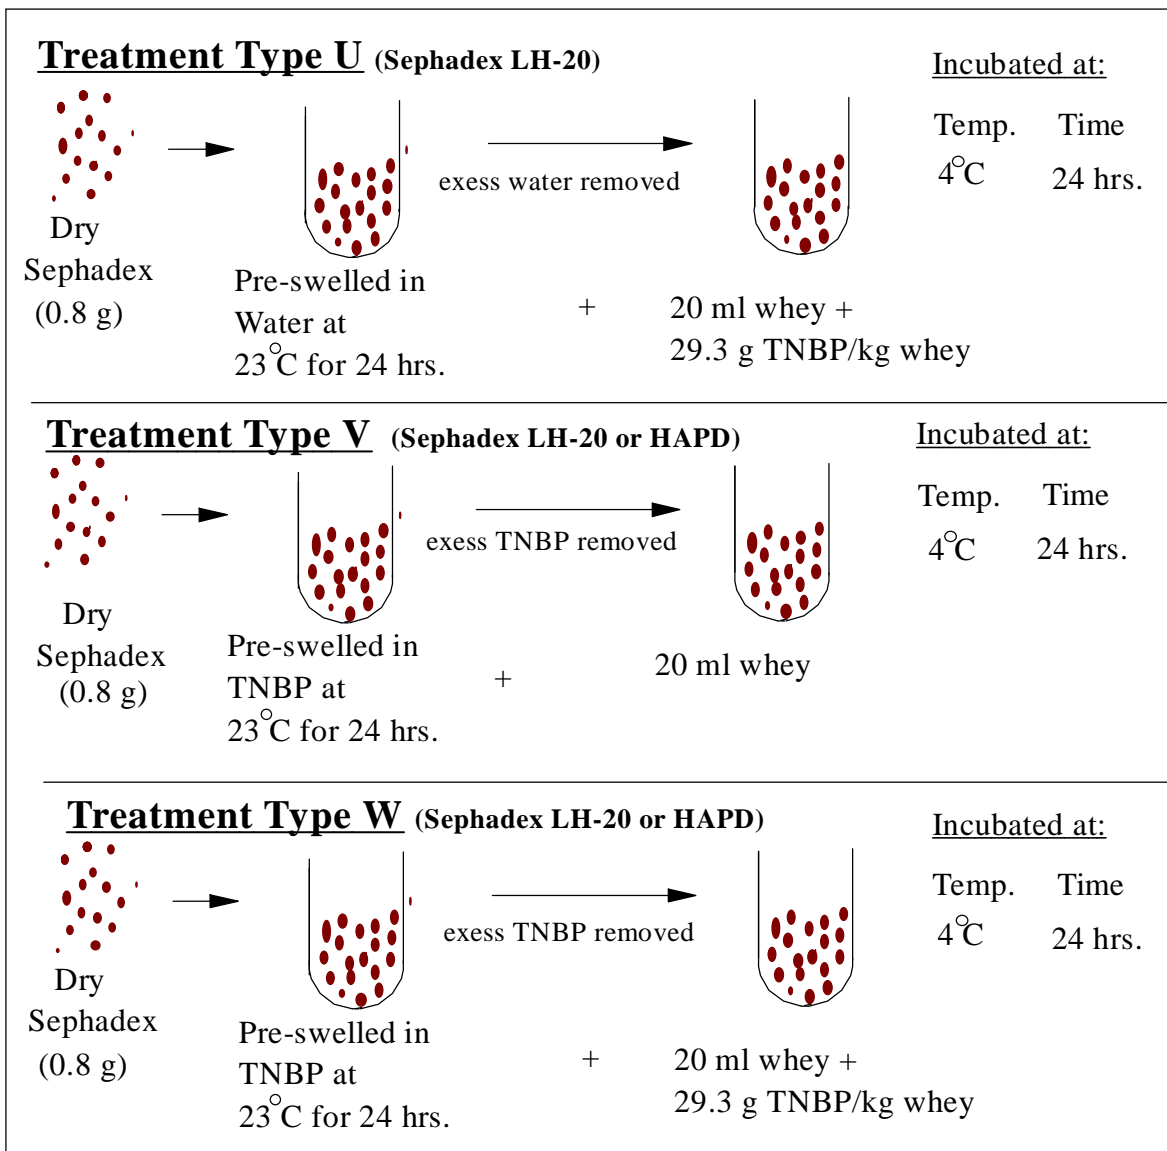 Treatment Type U (Sephadex LH-20)
Incubated at:
Temp. Time
4°C 24 hrs.
exess water removed
Dry
Sephadex
(0.8 g)
Pre-swelled in
Water at
23°C for 24 hrs.
+
20 ml whey +
29.3 g TNBP/kg whey
Treatment Type V (Sephadex LH-20 or HAPD)
Incubated at:
Temp. Time
4°C 24 hrs.
exess TNBP removed
Dry
Sephadex
(0.8 g)
Pre-swelled in
TNBP at
23°C for 24 hrs.
+
20 ml whey
Treatment Type W (Sephadex LH-20 or HAPD)
Incubated at:
Temp. Time
4°C 24 hrs.
exess TNBP removed
Dry
Sephadex
(0.8 g)
Pre-swelled in
TNBP at
23°C for 24 hrs.
+
20 ml whey +
29.3 g TNBP/kg whey